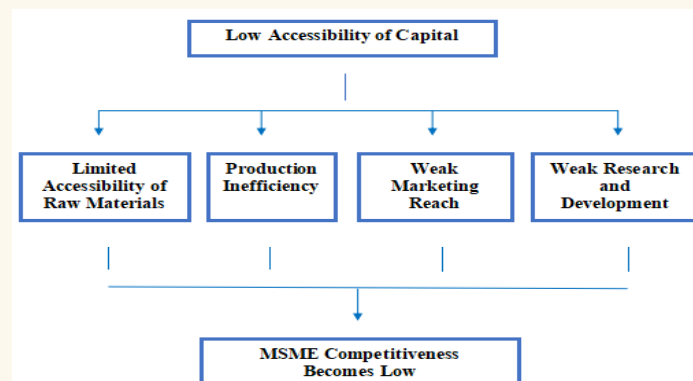 Low Accessibility of Capital
Limited
Accessibility of
Raw Materials
Production
Inefficiency
Weak
Marketing
Reach
Weak Research
and
Development
MSME Competitiveness
Becomes Low